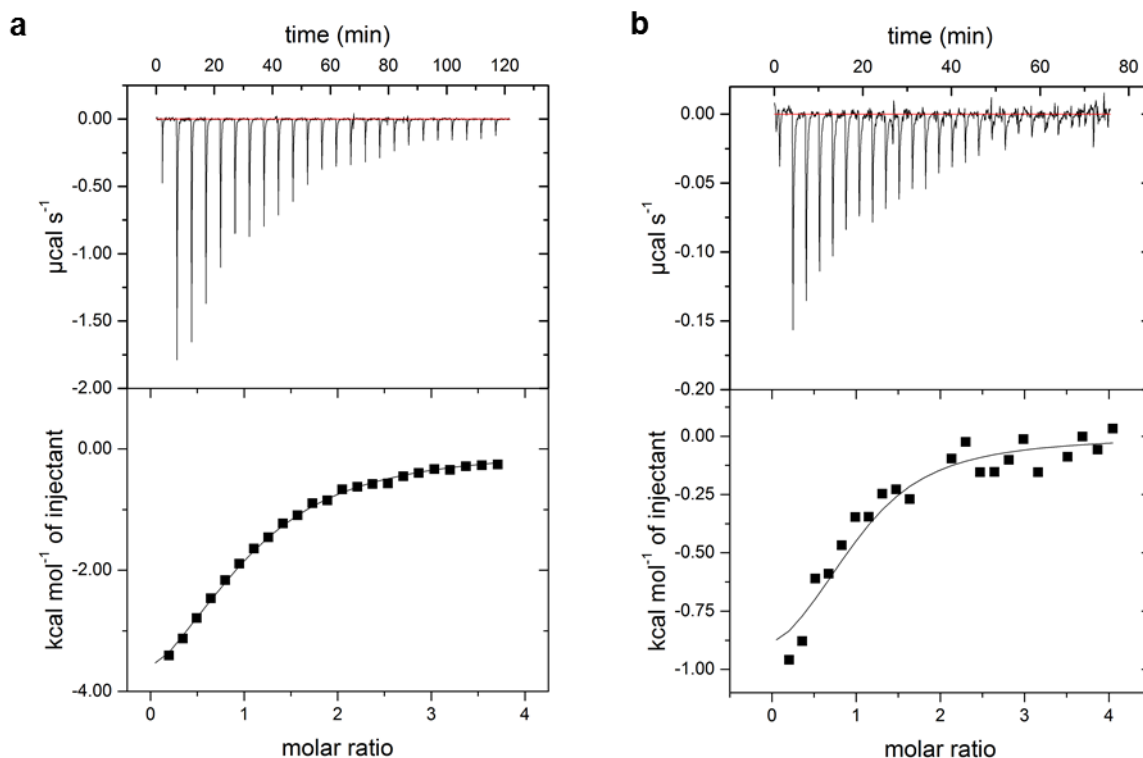 a
time (min)
0 20 40 60 80 100 120
0.00
-0.50
-1.00
-1.50
-2.00
µcal s⁻¹
0.00
-2.00
-4.00
kcal mol⁻¹ of injectant
0 1 2 3 4
molar ratio
b
time (min)
0 20 40 60 80
0.00
-0.05
-0.10
-0.15
-0.20
µcal s⁻¹
0.00
-0.25
-0.50
-0.75
-1.00
kcal mol⁻¹ of injectant
0 1 2 3 4
molar ratio